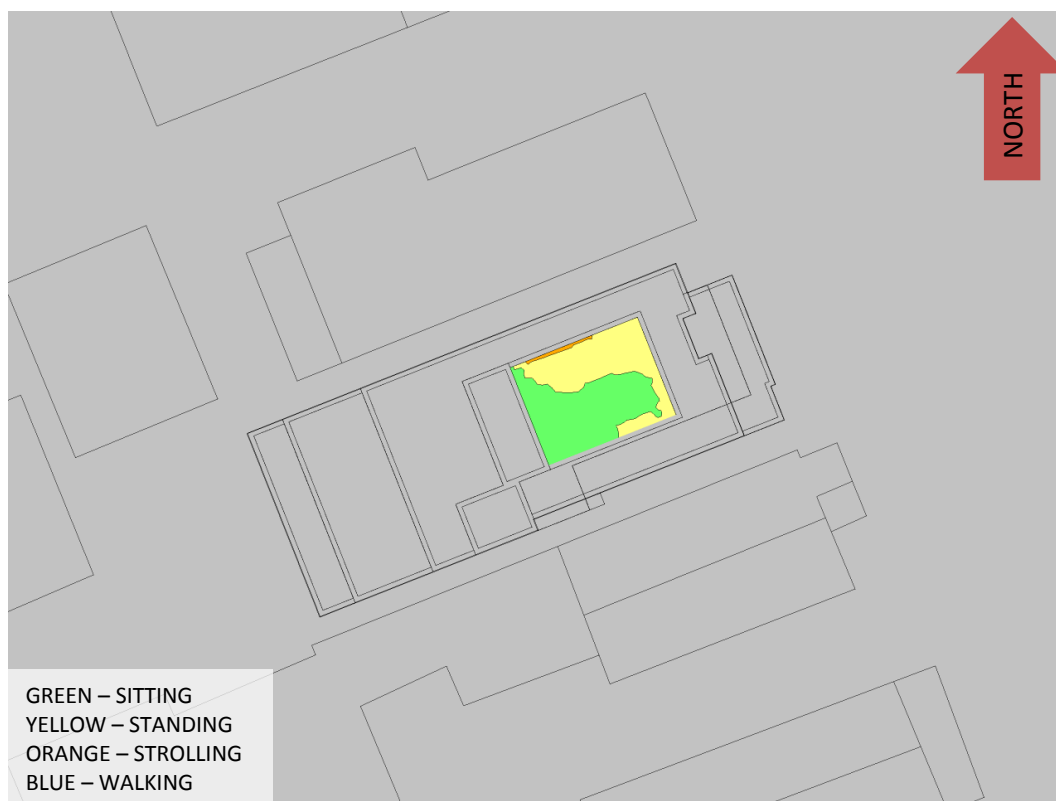 NORTH
GREEN – SITTING
YELLOW – STANDING
ORANGE – STROLLING
BLUE – WALKING